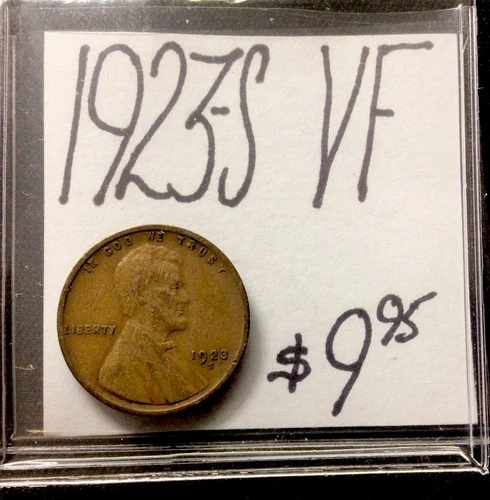 1923-S VF
IN GOD WE TRUST
LIBERTY
1923
S
$9.95